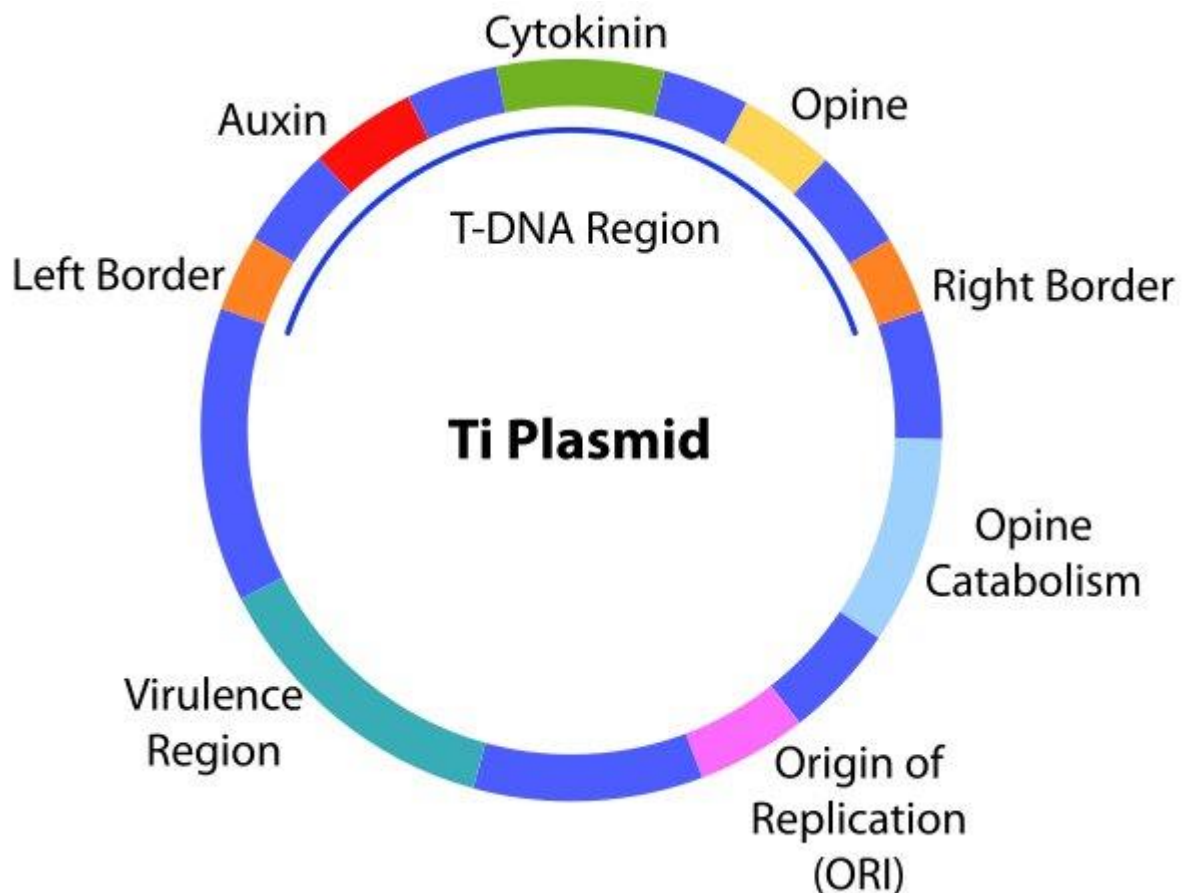 Cytokinin
Auxin
Opine
T-DNA Region
Left Border
Right Border
Ti Plasmid
Opine
Catabolism
Virulence
Region
Origin of
Replication
(ORI)